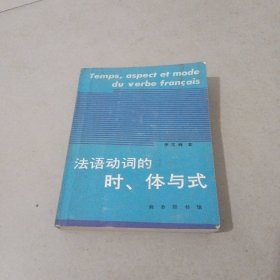 Temps, aspect et mode
du verbe français
法语动词的
时、体与式
商务印书馆